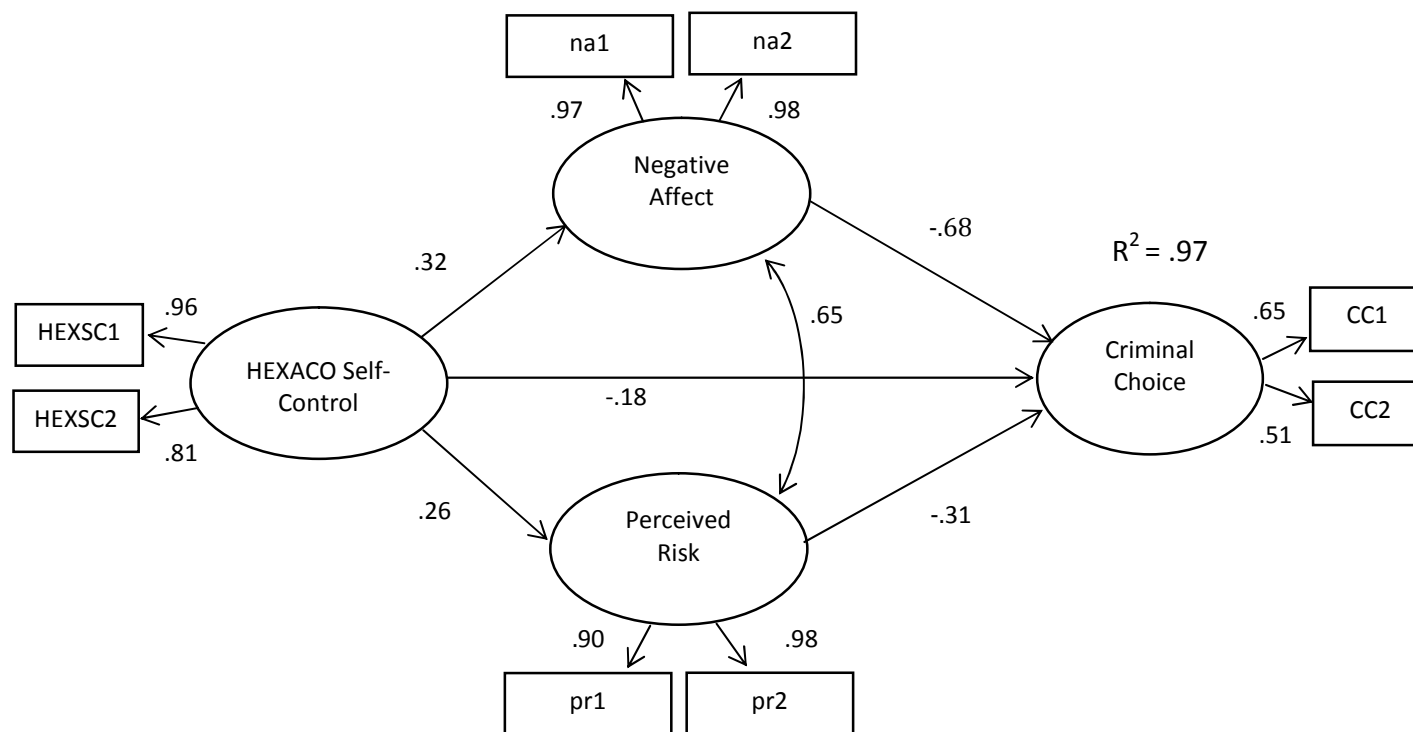 na1
na2
.97
.98
Negative
Affect
-.68
R² = .97
.32
.96
.65
.65
HEXSC1
CC1
HEXACO Self-
Control
Criminal
Choice
-.18
HEXSC2
CC2
.81
.51
.26
Perceived
Risk
-.31
.90
.98
pr1
pr2